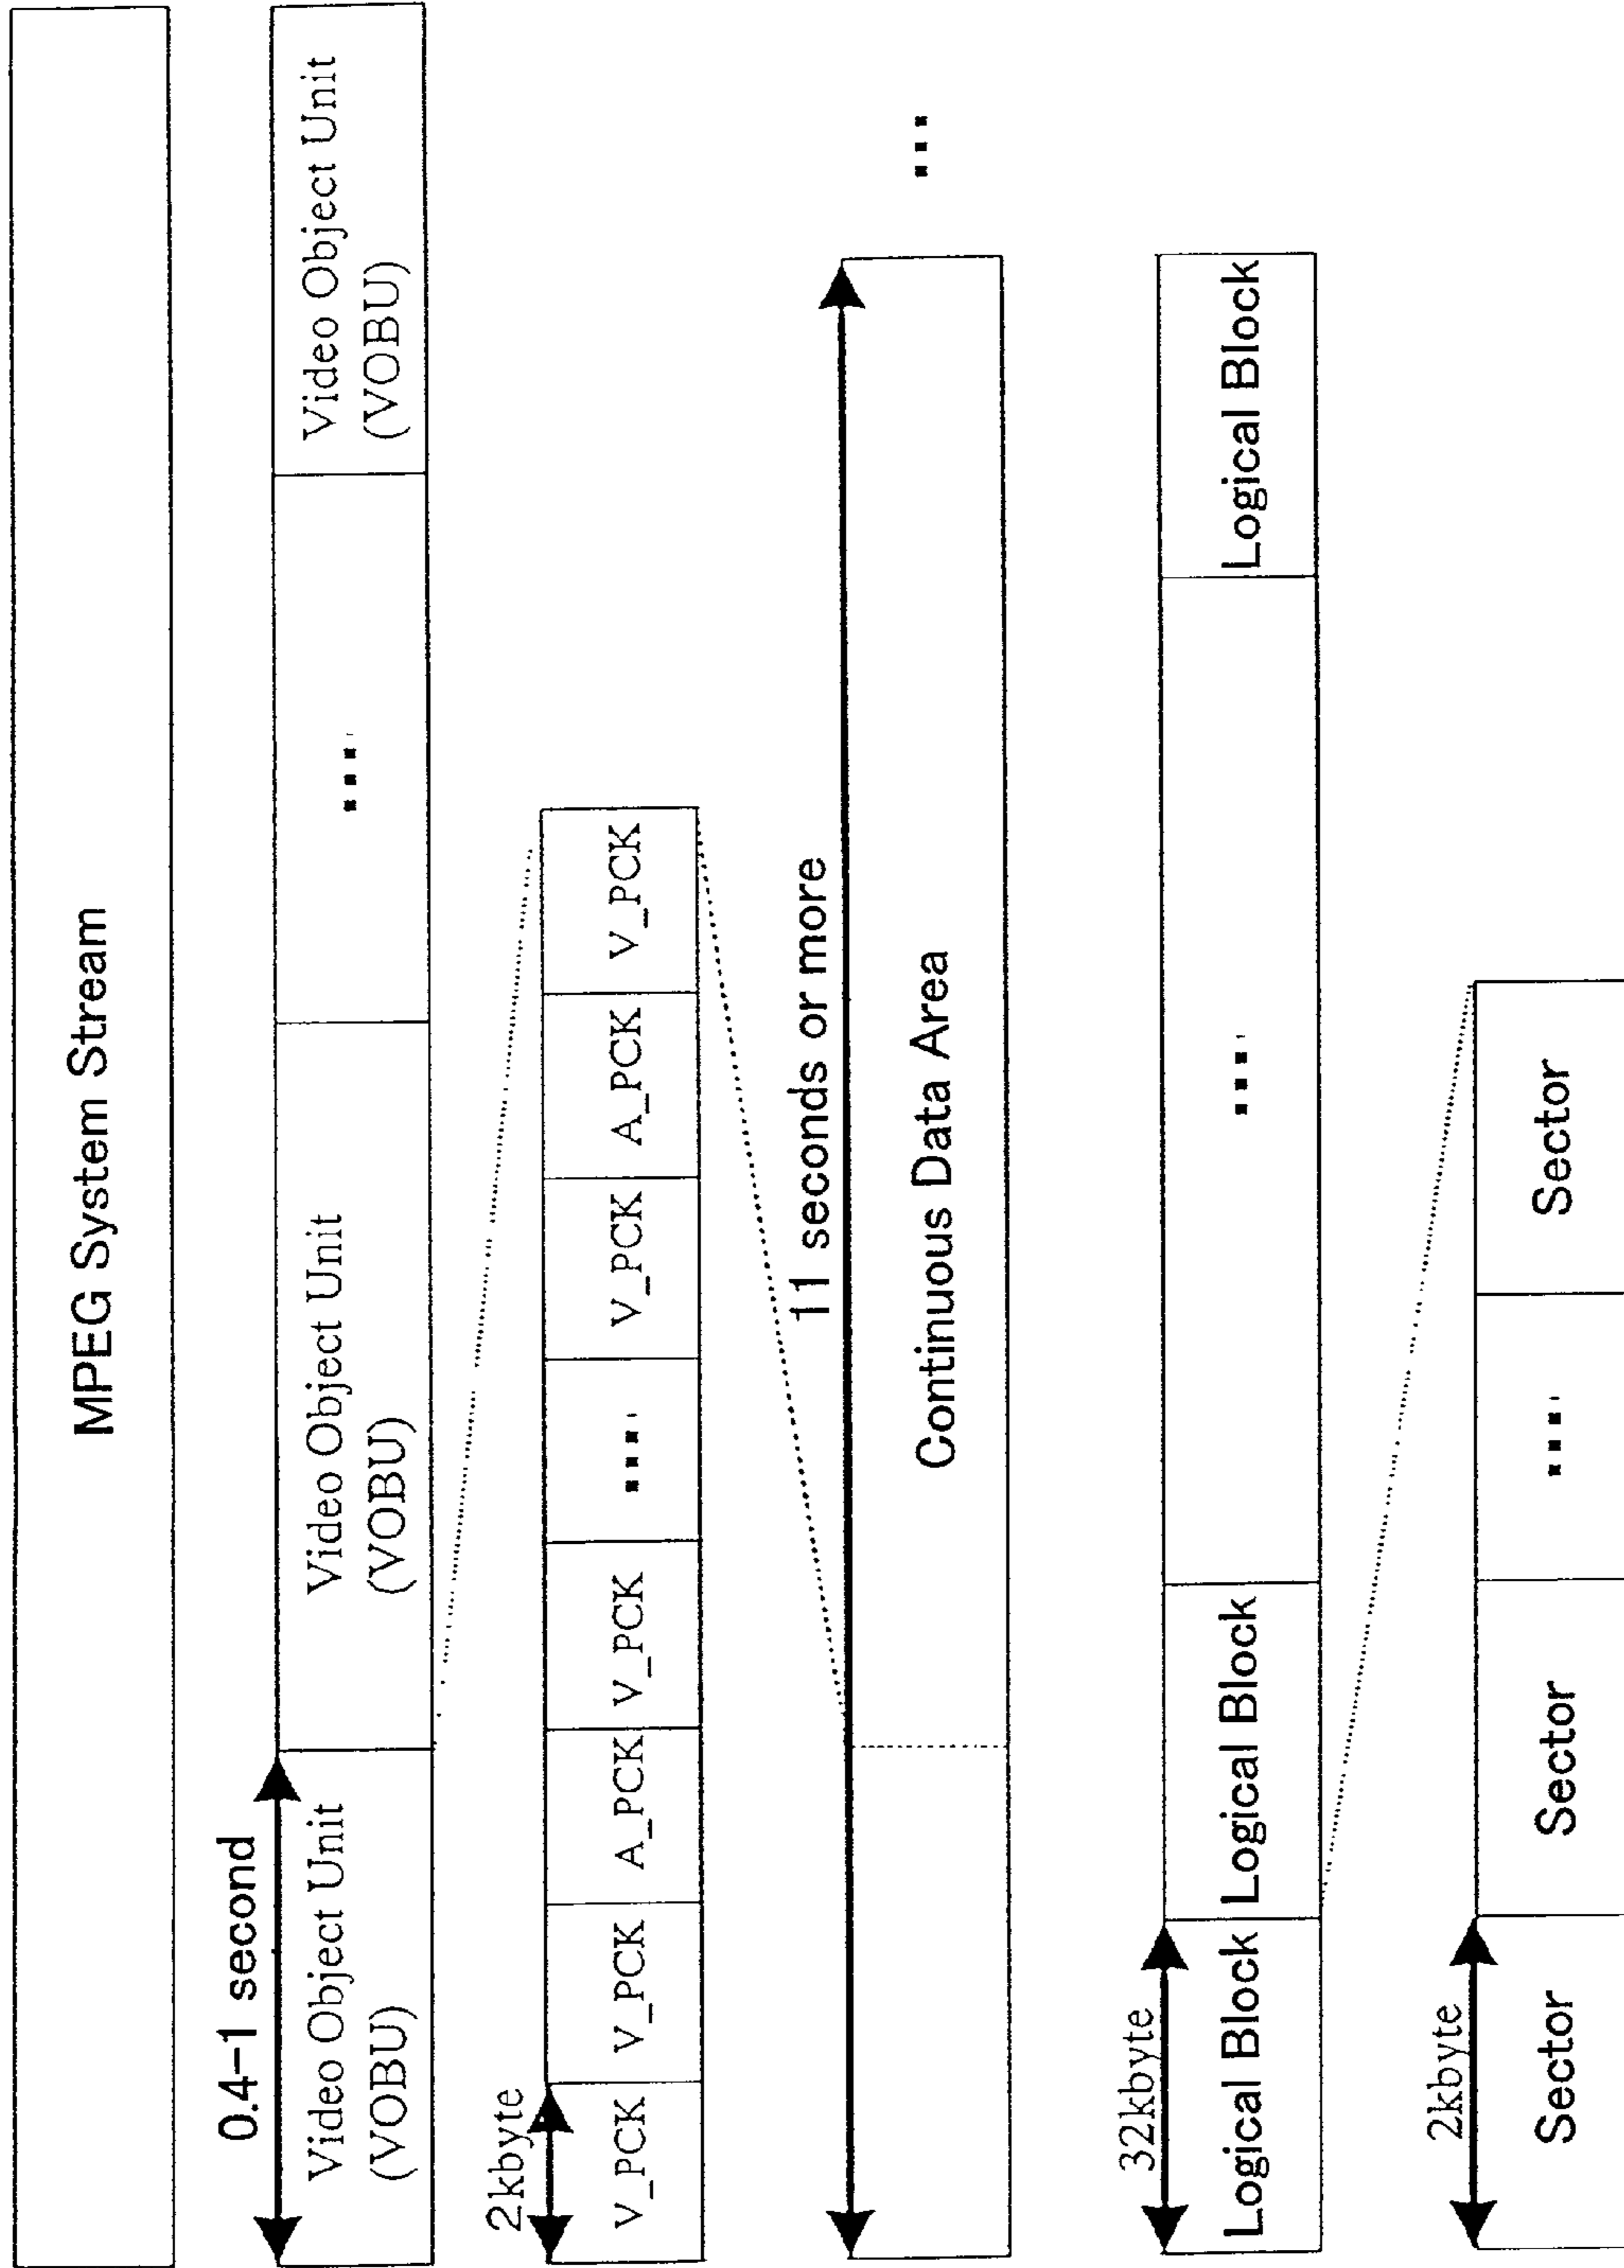 MPEG System Stream
0.4–1 second
Video Object Unit
(VOBU)
Video Object Unit
(VOBU)
....
Video Object Unit
(VOBU)
2kbyte
V_PCK
V_PCK
A_PCK
V_PCK
....
V_PCK
A_PCK
V_PCK
11 seconds or more
Continuous Data Area
...
32kbyte
Logical Block
Logical Block
....
Logical Block
2kbyte
Sector
Sector
....
Sector